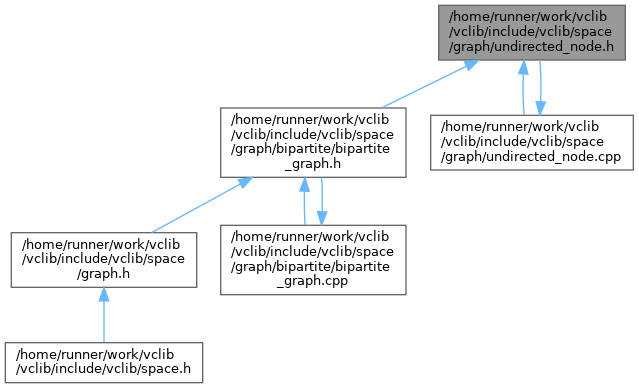 /home/runner/work/vclib
/vclib/include/vclib/space
/graph/undirected_node.h
/home/runner/work/vclib
/vclib/include/vclib/space
/graph/bipartite/bipartite
_graph.h
/home/runner/work/vclib
/vclib/include/vclib/space
/graph/undirected_node.cpp
/home/runner/work/vclib
/vclib/include/vclib/space
/graph.h
/home/runner/work/vclib
/vclib/include/vclib/space
/graph/bipartite/bipartite
_graph.cpp
/home/runner/work/vclib
/vclib/include/vclib/space.h